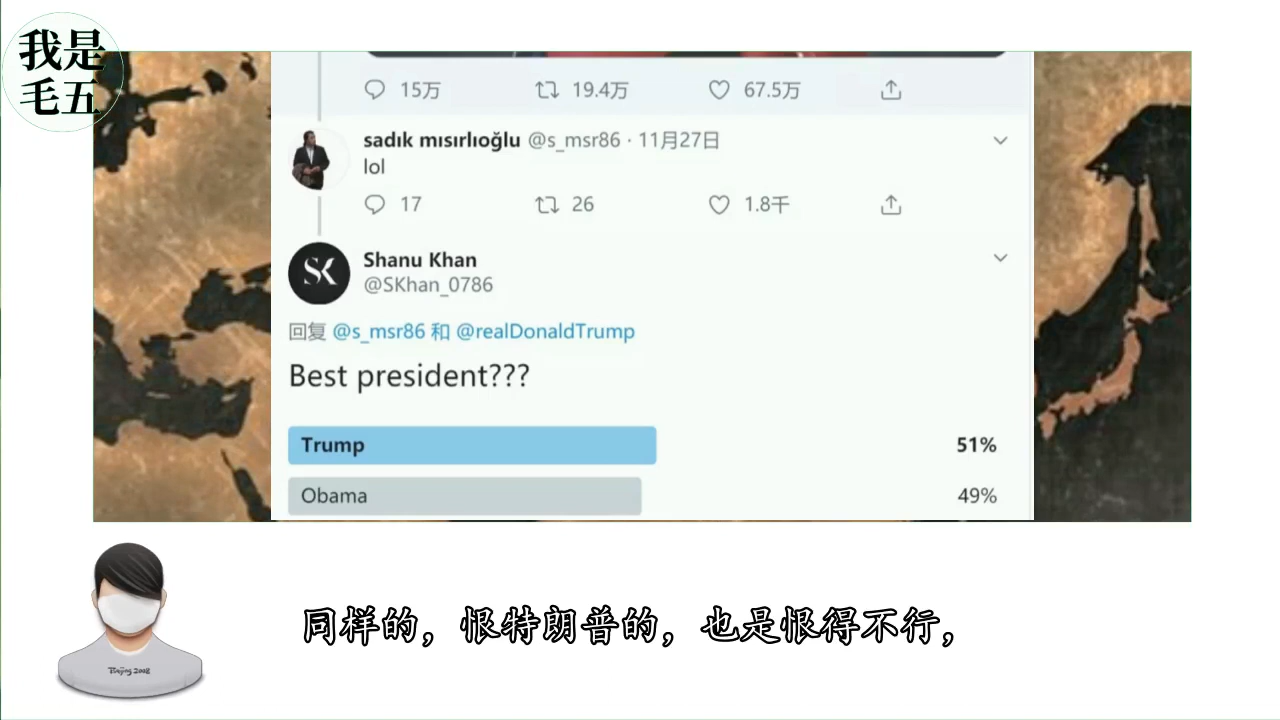 我是
毛五
15万 19.4万 67.5万
sadık mısırlıoğlu @s_msr86 · 11月27日
lol
17 26 1.8千
SK
Shanu Khan
@SKhan_0786
回复 @s_msr86 和 @realDonaldTrump
Best president???
Trump 51%
Obama 49%
同样的，恨特朗普的，也是恨得不行，